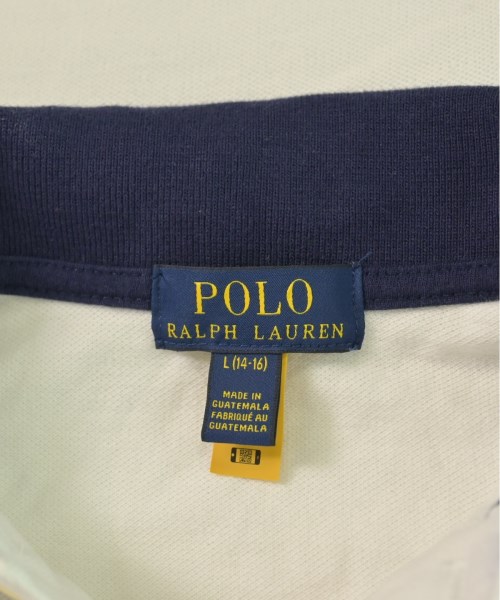 POLO
RALPH LAUREN
L (14-16)
MADE IN
GUATEMALA
FABRIQUÉ AU
GUATEMALA